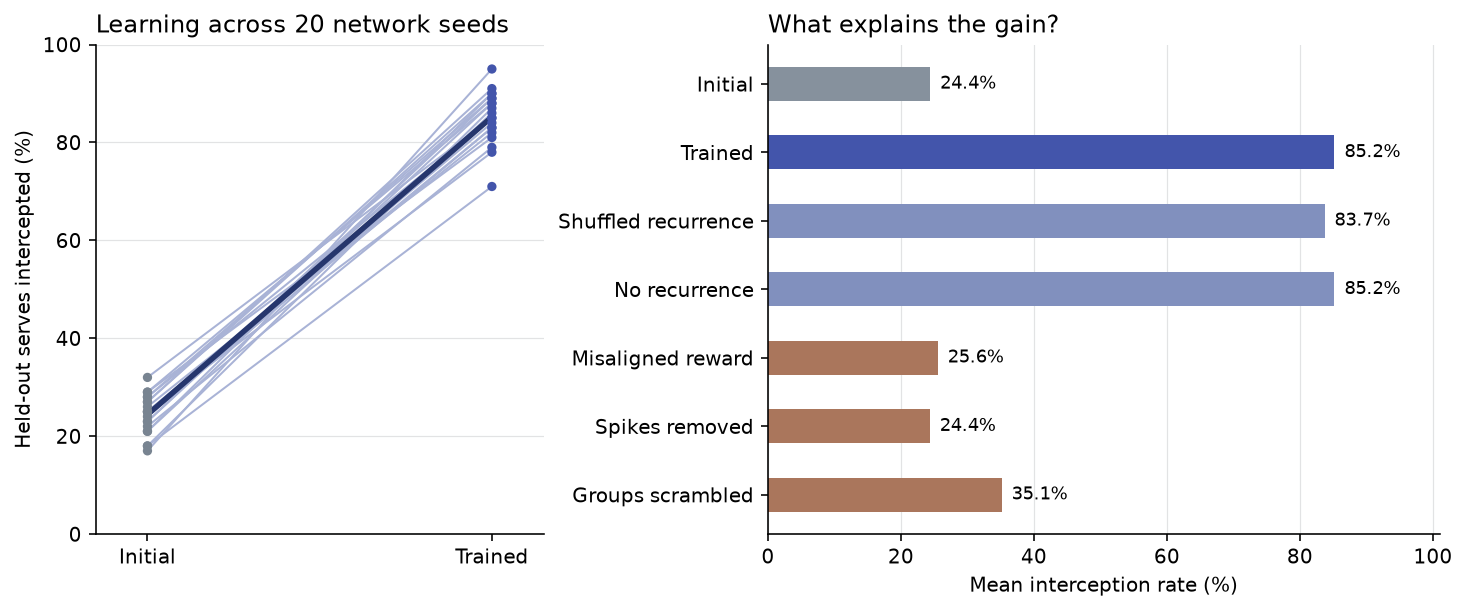 Learning across 20 network seeds
Held-out serves intercepted (%)
100
80
60
40
20
0
Initial
Trained
What explains the gain?
Initial
24.4%
Trained
85.2%
Shuffled recurrence
83.7%
No recurrence
85.2%
Misaligned reward
25.6%
Spikes removed
24.4%
Groups scrambled
35.1%
0
20
40
60
80
100
Mean interception rate (%)